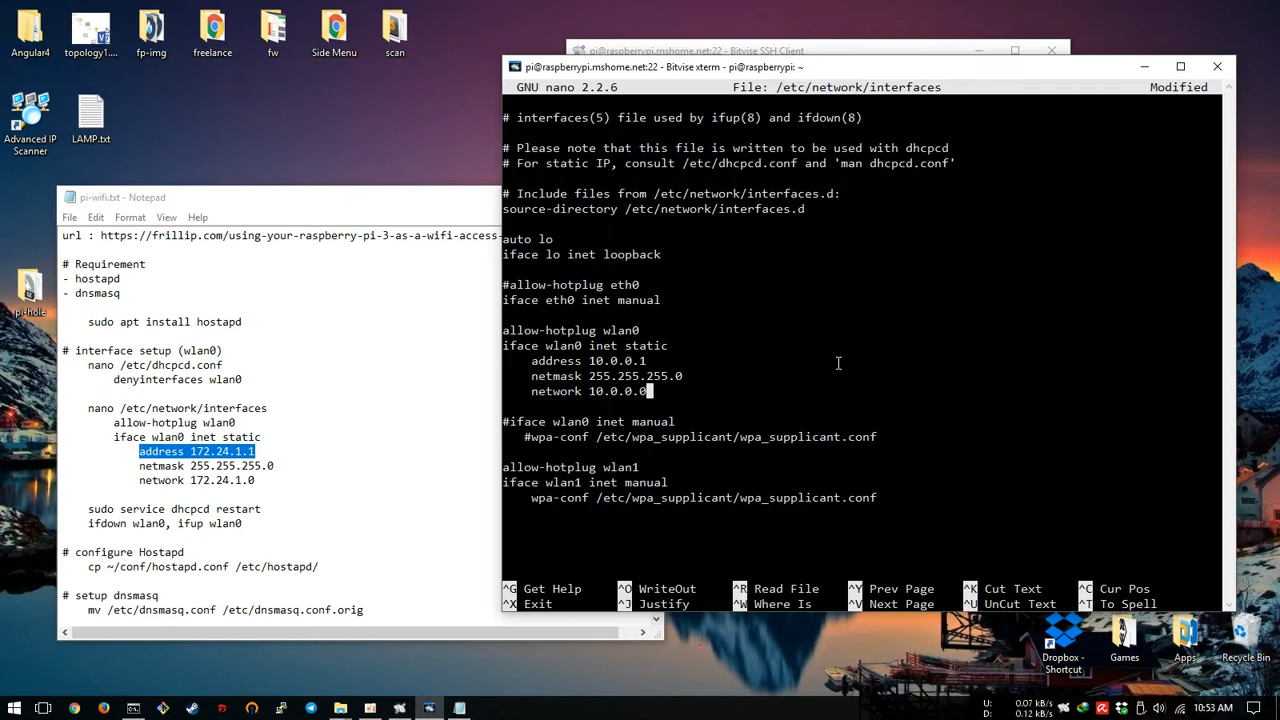 Angular4
topology1....
fp-img
freelance
fw
Side Menu
scan
Advanced IP
Scanner
LAMP.txt
pi-hole
pi@raspberrypi.mshome.net:22 - Bitvise SSH Client
pi@raspberrypi.mshome.net:22 - Bitvise xterm - pi@raspberrypi: ~
GNU nano 2.2.6 File: /etc/network/interfaces Modified
# interfaces(5) file used by ifup(8) and ifdown(8)
# Please note that this file is written to be used with dhcpcd
# For static IP, consult /etc/dhcpcd.conf and 'man dhcpcd.conf'
# Include files from /etc/network/interfaces.d:
source-directory /etc/network/interfaces.d
auto lo
iface lo inet loopback
#allow-hotplug eth0
iface eth0 inet manual
allow-hotplug wlan0
iface wlan0 inet static
address 10.0.0.1
netmask 255.255.255.0
network 10.0.0.0
#iface wlan0 inet manual
#wpa-conf /etc/wpa_supplicant/wpa_supplicant.conf
allow-hotplug wlan1
iface wlan1 inet manual
wpa-conf /etc/wpa_supplicant/wpa_supplicant.conf
^G Get Help ^O WriteOut ^R Read File ^Y Prev Page ^K Cut Text ^C Cur Pos
^X Exit ^J Justify ^W Where Is ^V Next Page ^U UnCut Text ^T To Spell
pi-wifi.txt - Notepad
File Edit Format View Help
url : https://frillip.com/using-your-raspberry-pi-3-as-a-wifi-access-
# Requirement
- hostapd
- dnsmasq
sudo apt install hostapd
# interface setup (wlan0)
nano /etc/dhcpcd.conf
denyinterfaces wlan0
nano /etc/network/interfaces
allow-hotplug wlan0
iface wlan0 inet static
address 172.24.1.1
netmask 255.255.255.0
network 172.24.1.0
sudo service dhcpcd restart
ifdown wlan0, ifup wlan0
# configure Hostapd
cp ~/conf/hostapd.conf /etc/hostapd/
# setup dnsmasq
mv /etc/dnsmasq.conf /etc/dnsmasq.conf.orig
Dropbox -
Shortcut
Games
Apps
Recycle Bin
U: 0.07 kB/s
D: 0.12 kB/s
10:53 AM